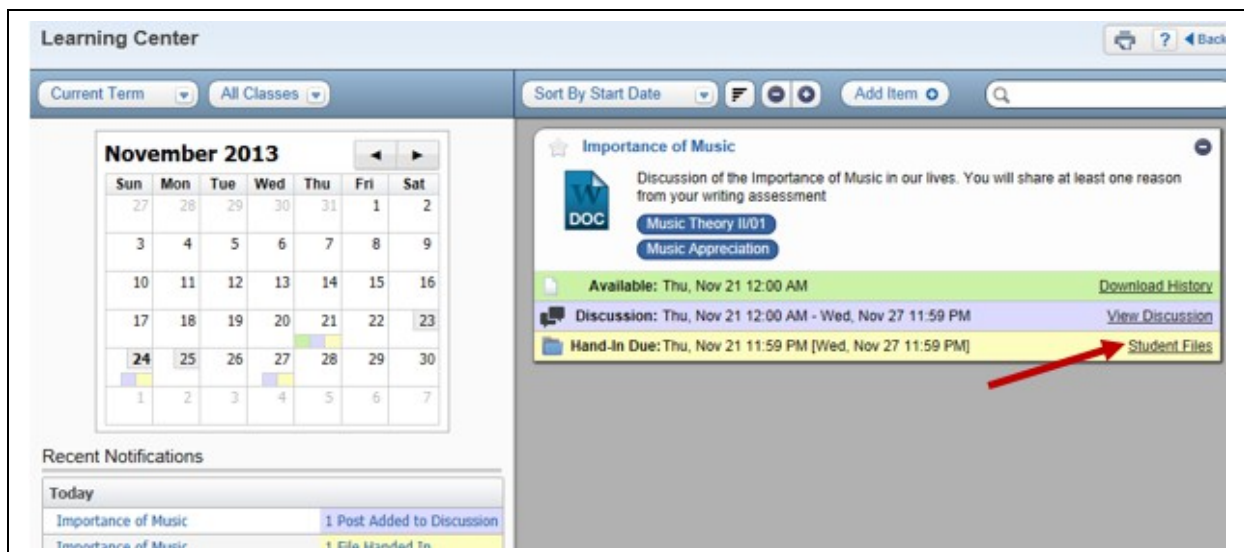 Learning Center
? Back
Current Term
All Classes
Sort By Start Date
Add Item
November 2013
Sun Mon Tue Wed Thu Fri Sat
27 28 29 30 31 1 2
3 4 5 6 7 8 9
10 11 12 13 14 15 16
17 18 19 20 21 22 23
24 25 26 27 28 29 30
1 2 3 4 5 6 7
Recent Notifications
Today
Importance of Music 1 Post Added to Discussion
Importance of Music 1 File Handed In
Importance of Music
W DOC
Discussion of the Importance of Music in our lives. You will share at least one reason
from your writing assessment
Music Theory II/01
Music Appreciation
Available: Thu, Nov 21 12:00 AM Download History
Discussion: Thu, Nov 21 12:00 AM - Wed, Nov 27 11:59 PM View Discussion
Hand-In Due: Thu, Nov 21 11:59 PM [Wed, Nov 27 11:59 PM] Student Files